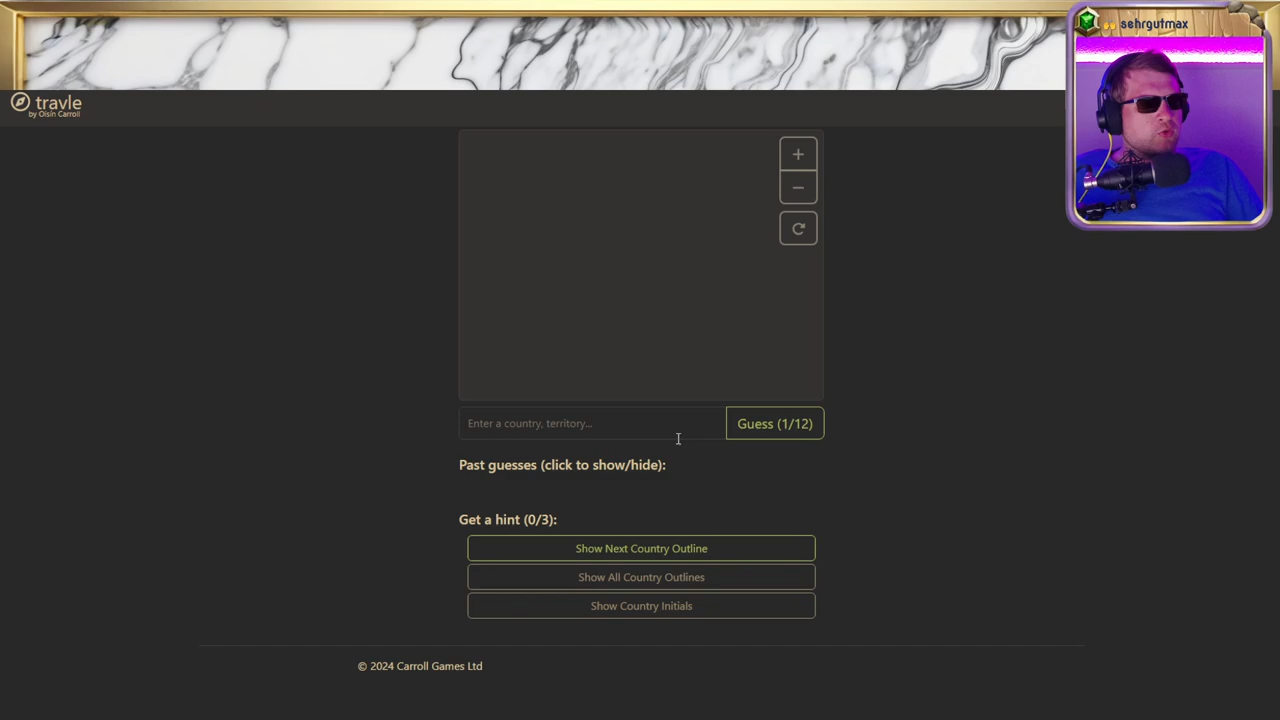 sehrgutmax
travle
by Oisín Carroll
Enter a country, territory...
Guess (1/12)
Past guesses (click to show/hide):
Get a hint (0/3):
Show Next Country Outline
Show All Country Outlines
Show Country Initials
© 2024 Carroll Games Ltd